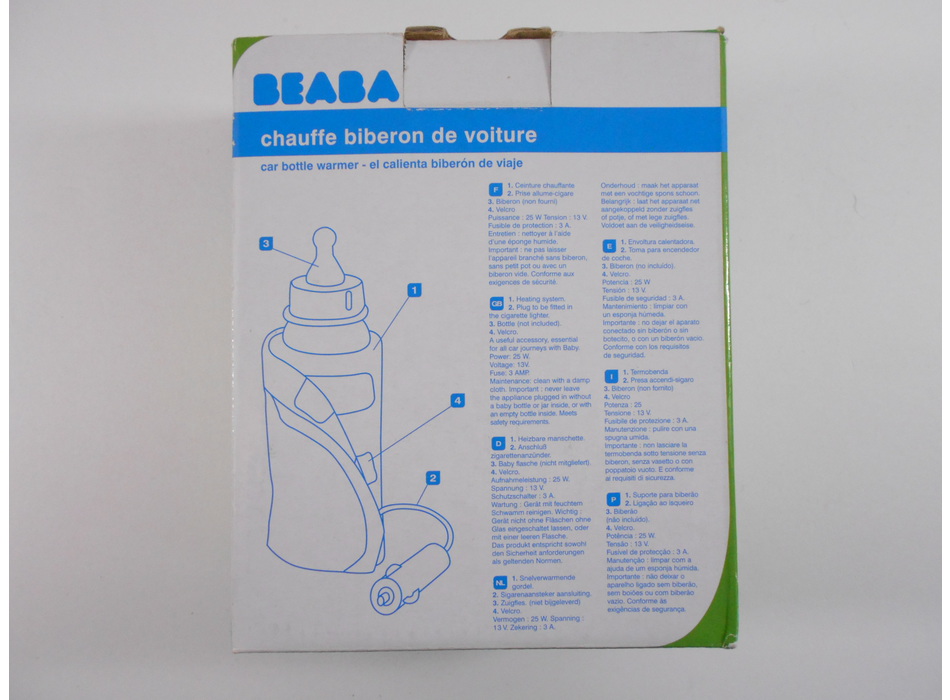 BEABA
chauffe biberon de voiture
car bottle warmer - el calienta biberón de viaje
3
1
4
2
F 1. Ceinture chauffante
2. Prise allume-cigare
3. Biberon (non fourni)
4. Velcro
Puissance : 25 W Tension : 13 V.
Fusible de protection : 3 A.
Entretien : nettoyer à l'aide
d'une éponge humide.
Important : ne pas laisser
l'appareil branché sans biberon,
sans petit pot ou avec un
biberon vide. Conforme aux
exigences de sécurité.
GB 1. Heating system.
2. Plug to be fitted in
the cigarette lighter.
3. Bottle (not included).
4. Velcro.
A useful accessory, essential
for all car journeys with Baby.
Power: 25 W.
Voltage: 13V.
Fuse: 3 AMP.
Maintenance: clean with a damp
cloth. Important : never leave
the appliance plugged in without
a baby bottle or jar inside, or with
an empty bottle inside. Meets
safety requirements.
D 1. Heizbare manschette.
2. Anschluß
zigarettenanzünder.
3. Baby flasche (nicht mitgliefert).
4. Velcro.
Aufnahmeleistung : 25 W.
Spannung : 13 V.
Schutzschalter : 3 A.
Wartung : Gerät mit feuchtem
Schwamm reinigen. Wichtig :
Gerät nicht ohne Fläschen ohne
Glas eingeschaltet lassen, oder
mit einer leeren Flasche.
Das produkt entspricht sowohl
den Sicherheit anforderungen
als geltenden Normen.
NL 1. Snelverwarmende
gordel.
2. Sigarenaansteker aansluiting.
3. Zuigfles. (niet bijgeleverd)
4. Velcro.
Vermogen : 25 W. Spanning :
13 V. Zekering : 3 A.
Onderhoud : maak het apparaat
met een vochtige spons schoon.
Belangrijk : laat het apparaat niet
aangekoppeld zonder zuigfles
of potje, of met lege zuigfles.
Voldoet aan de veiligheidseise.
E 1. Envoltura calentadora.
2. Toma para encendedor
de coche.
3. Biberon (no incluído).
4. Velcro.
Potencia : 25 W
Tensión : 13 V.
Fusible de seguridad : 3 A.
Mantenimiento : limpiar con
un esponja húmeda.
Importante : no dejar el aparato
conectado sin biberón o sin
botecito, o con un biberón vacio.
Conforme con los requisitos
de seguridad.
I 1. Termobenda
2. Presa accendi-sigaro
3. Biberon (non fornito)
4. Velcro
Potenza : 25
Tensione : 13 V.
Fusibile de protezione : 3 A.
Manutenzione : pulire con una
spugna umida.
Importante : non lasciare la
termobenda sotto tensione senza
biberon, senza vasetto o con
poppatoio vuoto. E conforme
ai requisiti di sicurezza.
P 1. Suporte para biberão
2. Ligação ao isqueiro
3. Biberão
(não incluído).
4. Velcro.
Potência : 25 W.
Tensão : 13 V.
Fusível de protecção : 3 A.
Manutenção : limpar com a
ajuda de um esponja húmida.
Importante : não deixar o
aparelho ligado sem biberão,
sem boiões ou com biberão
vazio. Conforme às
exigências de segurança.